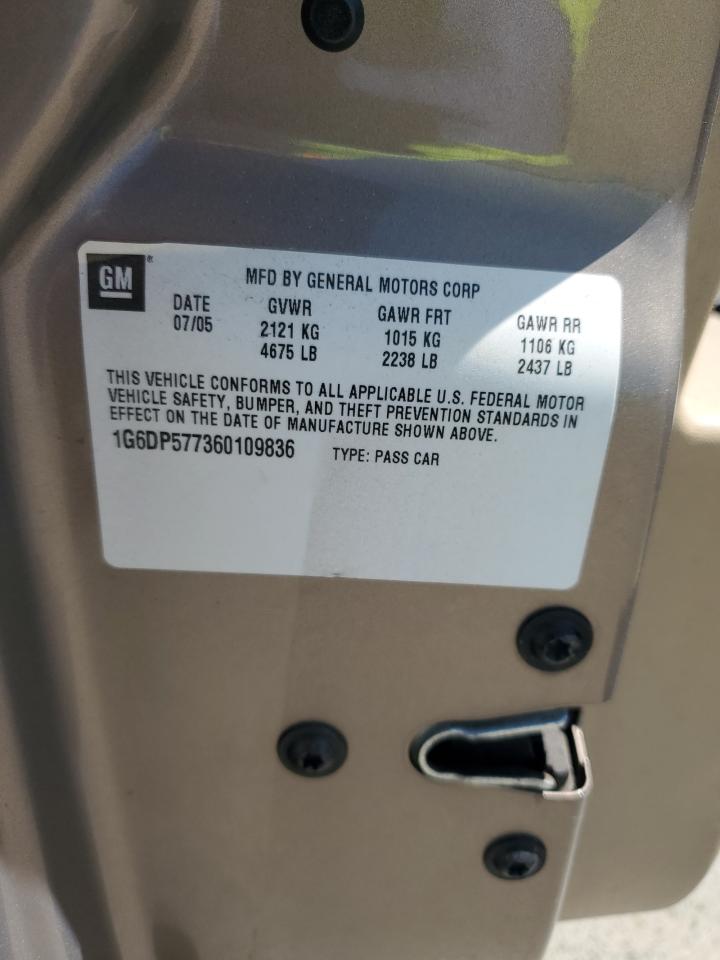 GM ® MFD BY GENERAL MOTORS CORP
DATE GVWR GAWR FRT GAWR RR
07/05 2121 KG 1015 KG 1106 KG
4675 LB 2238 LB 2437 LB
THIS VEHICLE CONFORMS TO ALL APPLICABLE U.S. FEDERAL MOTOR
VEHICLE SAFETY, BUMPER, AND THEFT PREVENTION STANDARDS IN
EFFECT ON THE DATE OF MANUFACTURE SHOWN ABOVE.
1G6DP577360109836 TYPE: PASS CAR